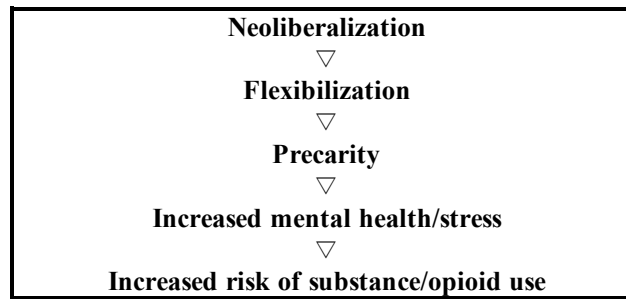 Neoliberalization
▽
Flexibilization
▽
Precarity
▽
Increased mental health/stress
▽
Increased risk of substance/opioid use